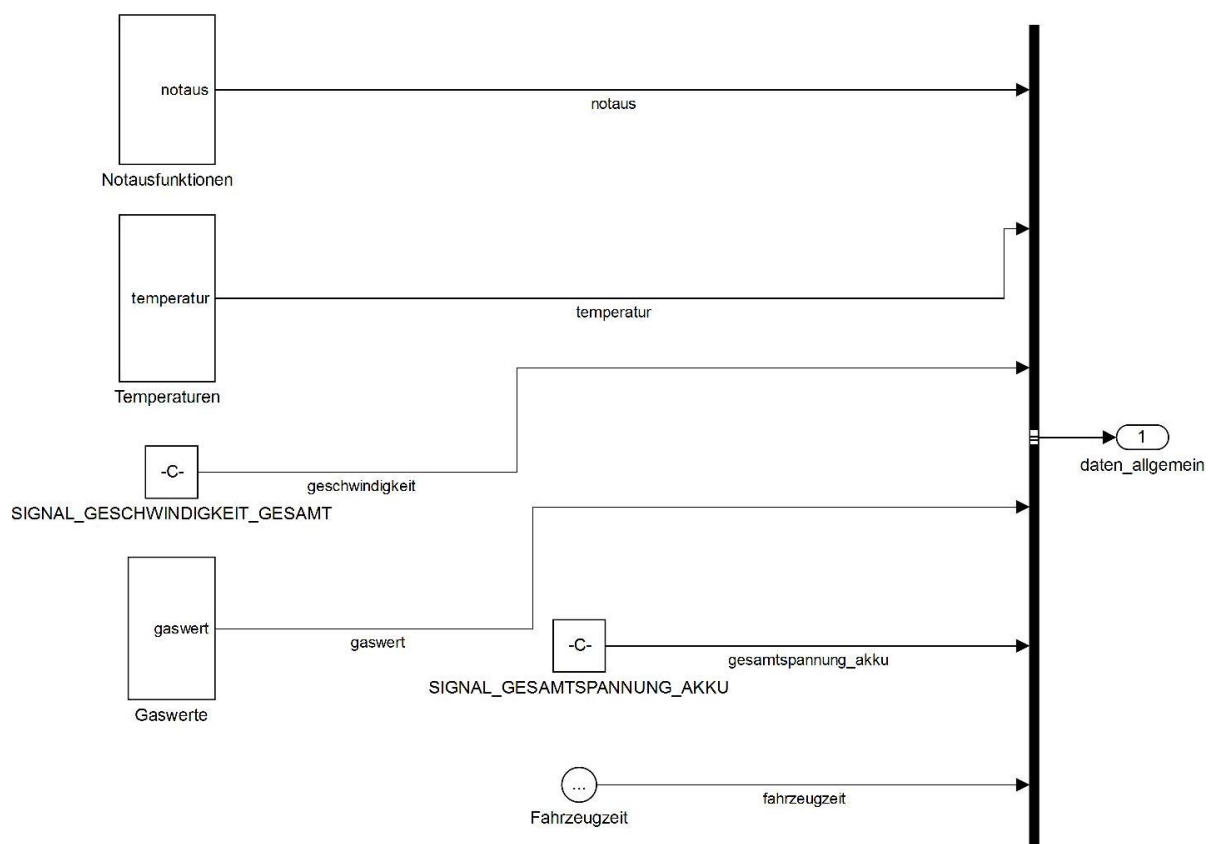 notaus
notaus
Notausfunktionen
temperatur
temperatur
Temperaturen
-C-
geschwindigkeit
SIGNAL_GESCHWINDIGKEIT_GESAMT
1
daten_allgemein
gaswert
gaswert
Gaswerte
-C-
gesamtspannung_akku
SIGNAL_GESAMTSPANNUNG_AKKU
...
fahrzeugzeit
Fahrzeugzeit